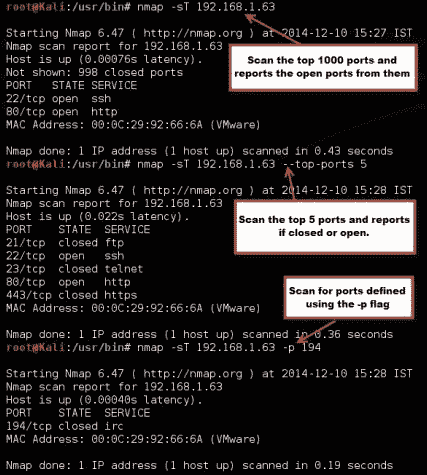 root@Kali:/usr/bin# nmap -sT 192.168.1.63
Starting Nmap 6.47 ( http://nmap.org ) at 2014-12-10 15:27 IST
Nmap scan report for 192.168.1.63
Host is up (0.00076s latency).
Not shown: 998 closed ports
PORT   STATE SERVICE
22/tcp open  ssh
80/tcp open  http
MAC Address: 00:0C:29:92:66:6A (VMware)
Scan the top 1000 ports and
reports the open ports from them
Nmap done: 1 IP address (1 host up) scanned in 0.43 seconds
root@Kali:/usr/bin# nmap -sT 192.168.1.63 --top-ports 5
Starting Nmap 6.47 ( http://nmap.org ) at 2014-12-10 15:28 IST
Nmap scan report for 192.168.1.63
Host is up (0.022s latency).
PORT    STATE  SERVICE
21/tcp  closed ftp
22/tcp  open   ssh
23/tcp  closed telnet
80/tcp  open   http
443/tcp closed https
MAC Address: 00:0C:29:92:66:6A (VMware)
Scan the top 5 ports and reports
if closed or open.
Scan for ports defined
using the -p flag
Nmap done: 1 IP address (1 host up) scanned in 0.36 seconds
root@Kali:/usr/bin# nmap -sT 192.168.1.63 -p 194
Starting Nmap 6.47 ( http://nmap.org ) at 2014-12-10 15:28 IST
Nmap scan report for 192.168.1.63
Host is up (0.00040s latency).
PORT    STATE  SERVICE
194/tcp closed irc
MAC Address: 00:0C:29:92:66:6A (VMware)
Nmap done: 1 IP address (1 host up) scanned in 0.19 seconds